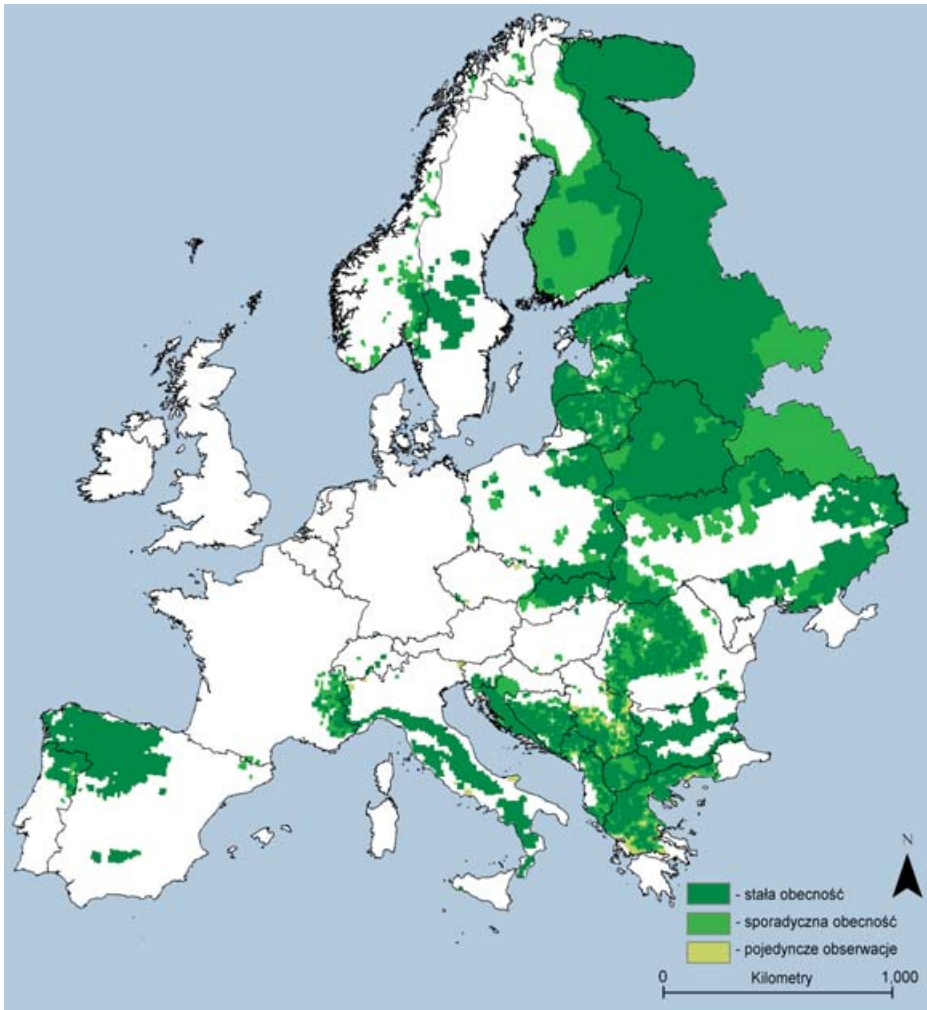 N
- stała obecność
- sporadyczna obecność
- pojedyncze obserwacje
0 Kilometry 1,000